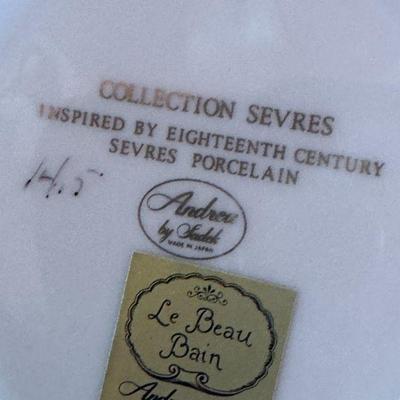 COLLECTION SEVRES
INSPIRED BY EIGHTEENTH CENTURY
SEVRES PORCELAIN
14.5
Andrea
by Sadek
MADE IN JAPAN
Le Beau
Bain
Andrea